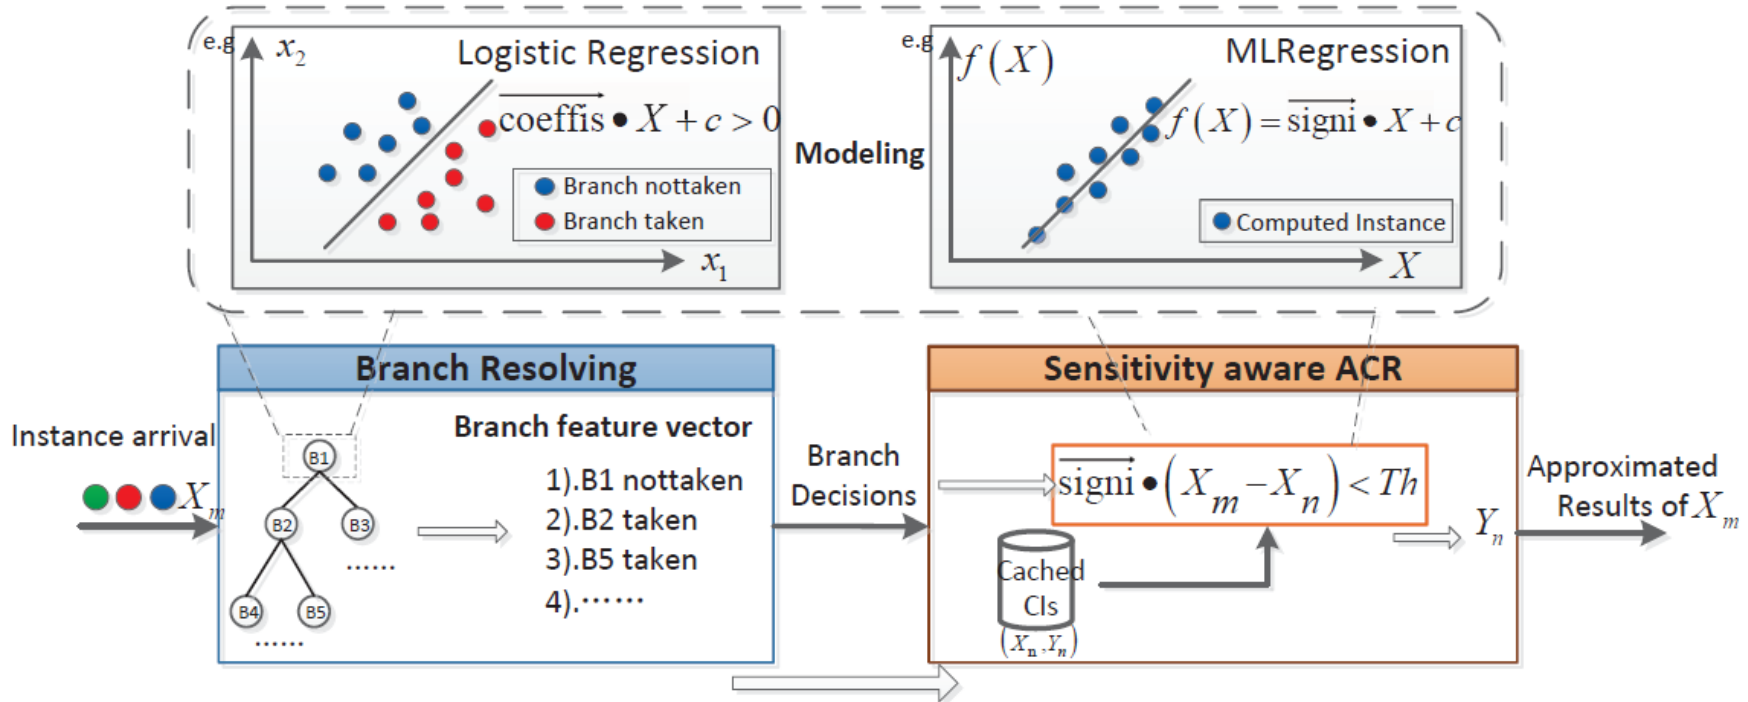 e.g
x₂
Logistic Regression
coeffis • X + c > 0
Branch nottaken
Branch taken
x₁
Modeling
e.g
f(X)
MLRegression
f(X) = signi • X + c
Computed Instance
X
Branch Resolving
Sensitivity aware ACR
Instance arrival
Xₘ
B1
B2
B3
......
B4
B5
......
Branch feature vector
1).B1 nottaken
2).B2 taken
3).B5 taken
4).······
Branch
Decisions
signi • (Xₘ − Xₙ) < Th
Cached
CIs
(Xₙ,Yₙ)
Yₙ
Approximated
Results of Xₘ